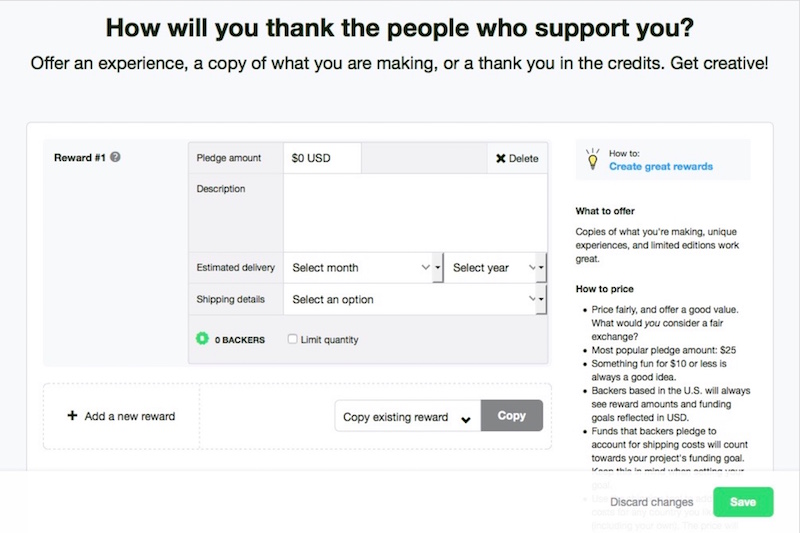 How will you thank the people who support you?
Offer an experience, a copy of what you are making, or a thank you in the credits. Get creative!
Reward #1
Pledge amount
$0 USD
Delete
Description
Estimated delivery
Select month
Select year
Shipping details
Select an option
0 BACKERS
Limit quantity
Add a new reward
Copy existing reward
Copy
How to:
Create great rewards
What to offer
Copies of what you're making, unique
experiences, and limited editions work
great.
How to price
• Price fairly, and offer a good value.
What would you consider a fair
exchange?
• Most popular pledge amount: $25
• Something fun for $10 or less is
always a good idea.
• Backers based in the U.S. will always
see reward amounts and funding
goals reflected in USD.
• Funds that backers pledge to
account for shipping costs will count
towards your project's funding goal.
Keep this in mind when setting your
goal.
Discard changes
Save